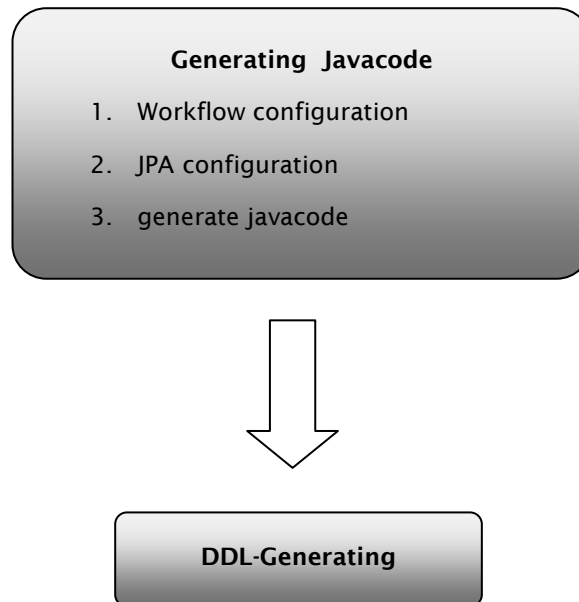 Generating Javacode
1. Workflow configuration
2. JPA configuration
3. generate javacode
DDL-Generating